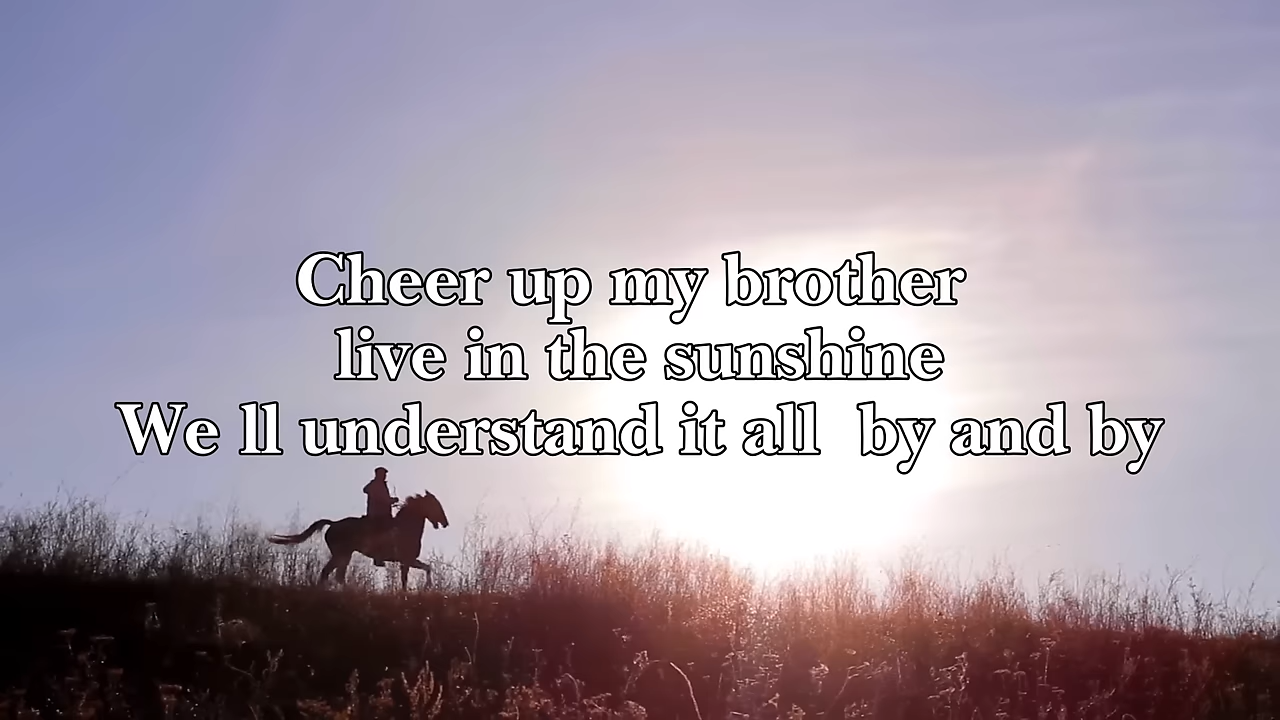 Cheer up my brother
live in the sunshine
We ll understand it all  by and by